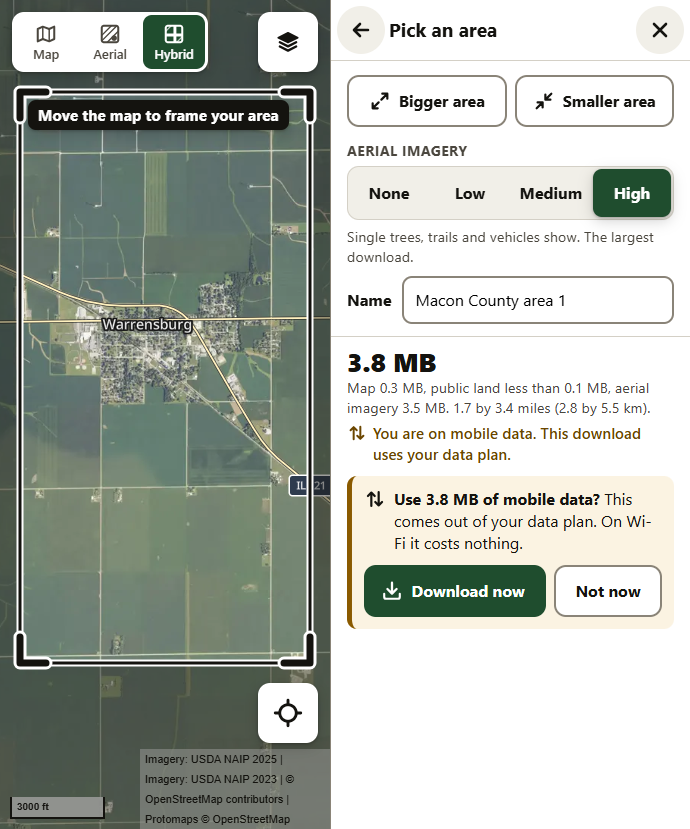 Map
Aerial
Hybrid
Move the map to frame your area
Warrensburg
IL 121
3000 ft
Imagery: USDA NAIP 2025 |
Imagery: USDA NAIP 2023 | ©
OpenStreetMap contributors |
Protomaps © OpenStreetMap
Pick an area
Bigger area
Smaller area
AERIAL IMAGERY
None
Low
Medium
High
Single trees, trails and vehicles show. The largest
download.
Name
Macon County area 1
3.8 MB
Map 0.3 MB, public land less than 0.1 MB, aerial
imagery 3.5 MB. 1.7 by 3.4 miles (2.8 by 5.5 km).
You are on mobile data. This download
uses your data plan.
Use 3.8 MB of mobile data? This
comes out of your data plan. On Wi-
Fi it costs nothing.
Download now
Not now